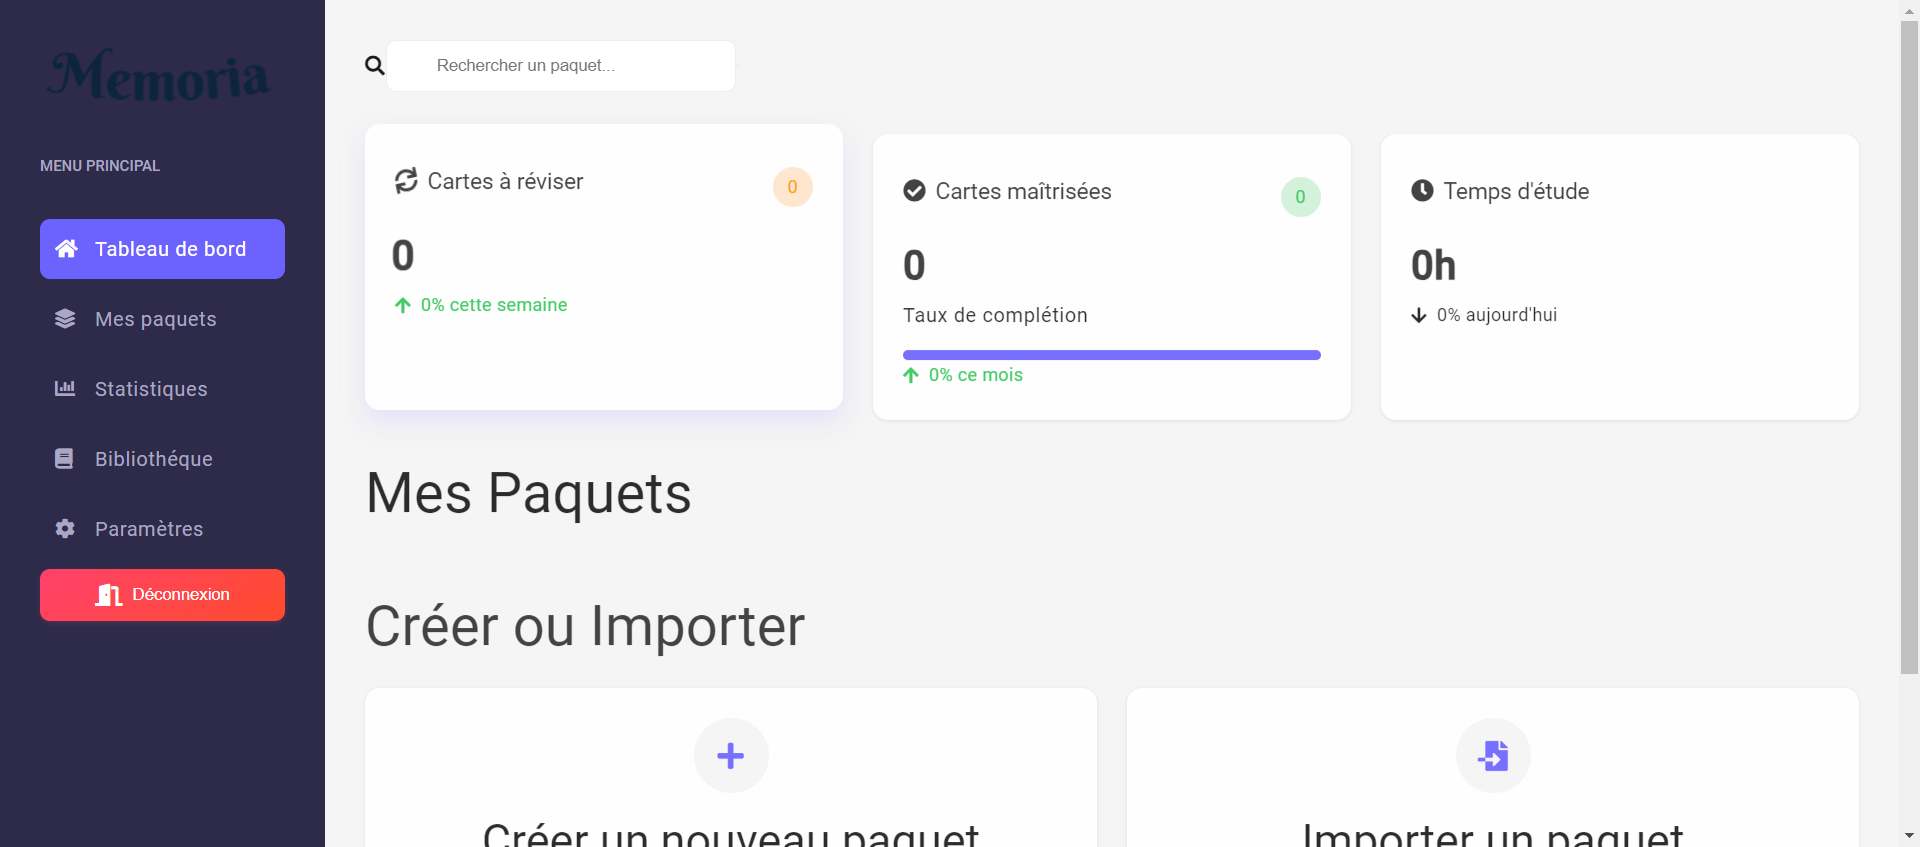 Memoria
MENU PRINCIPAL
Tableau de bord
Mes paquets
Statistiques
Bibliothéque
Paramètres
Déconnexion
Rechercher un paquet...
Cartes à réviser
0
0
0% cette semaine
Cartes maîtrisées
0
0
Taux de complétion
0% ce mois
Temps d'étude
0h
0% aujourd'hui
Mes Paquets
Créer ou Importer
Créer un nouveau paquet
Importer un paquet